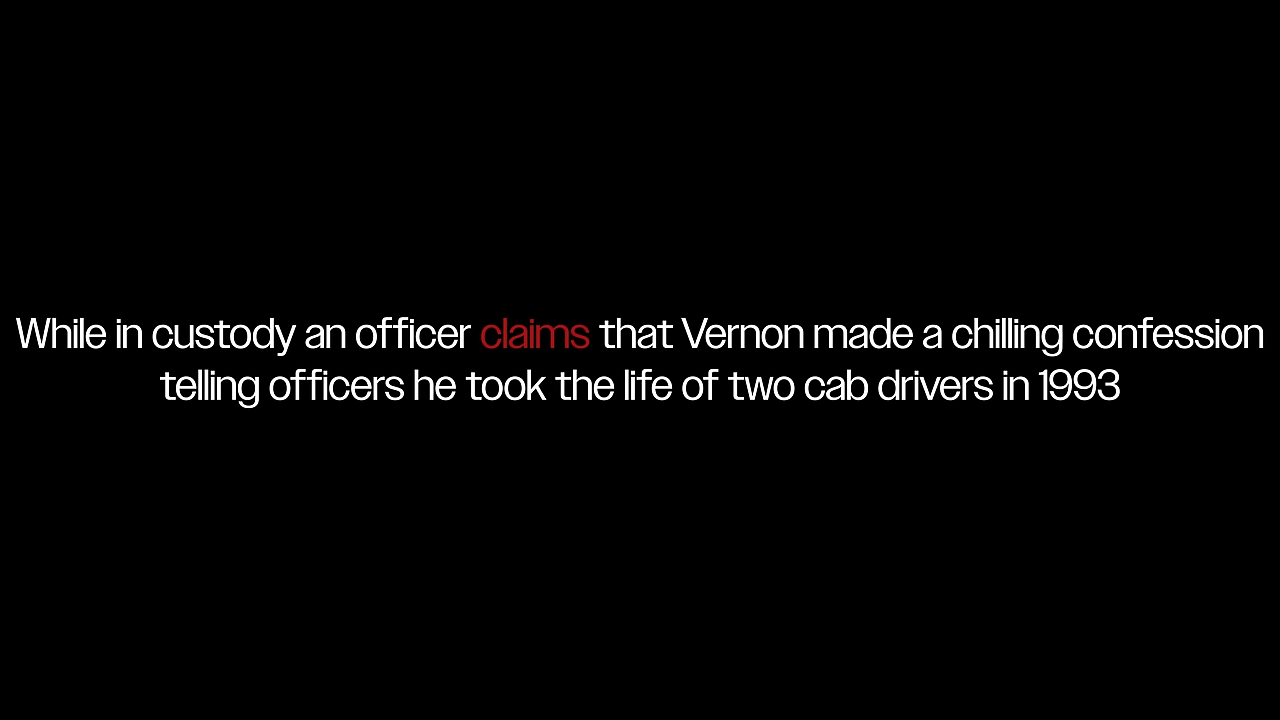 While in custody an officer claims that Vernon made a chilling confession
telling officers he took the life of two cab drivers in 1993